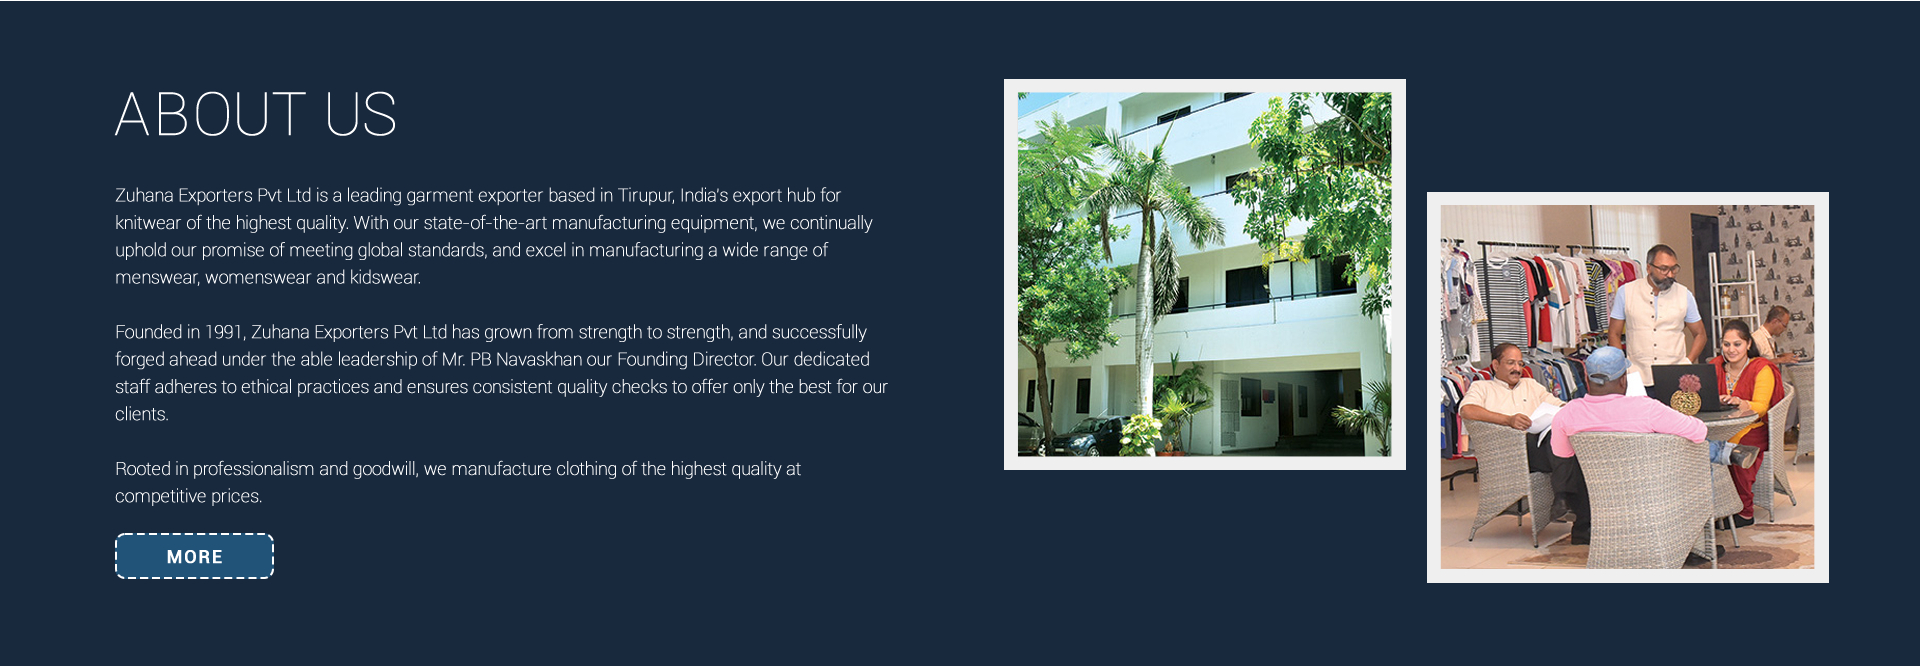 ABOUT US
Zuhana Exporters Pvt Ltd is a leading garment exporter based in Tirupur, India's export hub for
knitwear of the highest quality. With our state-of-the-art manufacturing equipment, we continually
uphold our promise of meeting global standards, and excel in manufacturing a wide range of
menswear, womenswear and kidswear.
Founded in 1991, Zuhana Exporters Pvt Ltd has grown from strength to strength, and successfully
forged ahead under the able leadership of Mr. PB Navaskhan our Founding Director. Our dedicated
staff adheres to ethical practices and ensures consistent quality checks to offer only the best for our
clients.
Rooted in professionalism and goodwill, we manufacture clothing of the highest quality at
competitive prices.
MORE